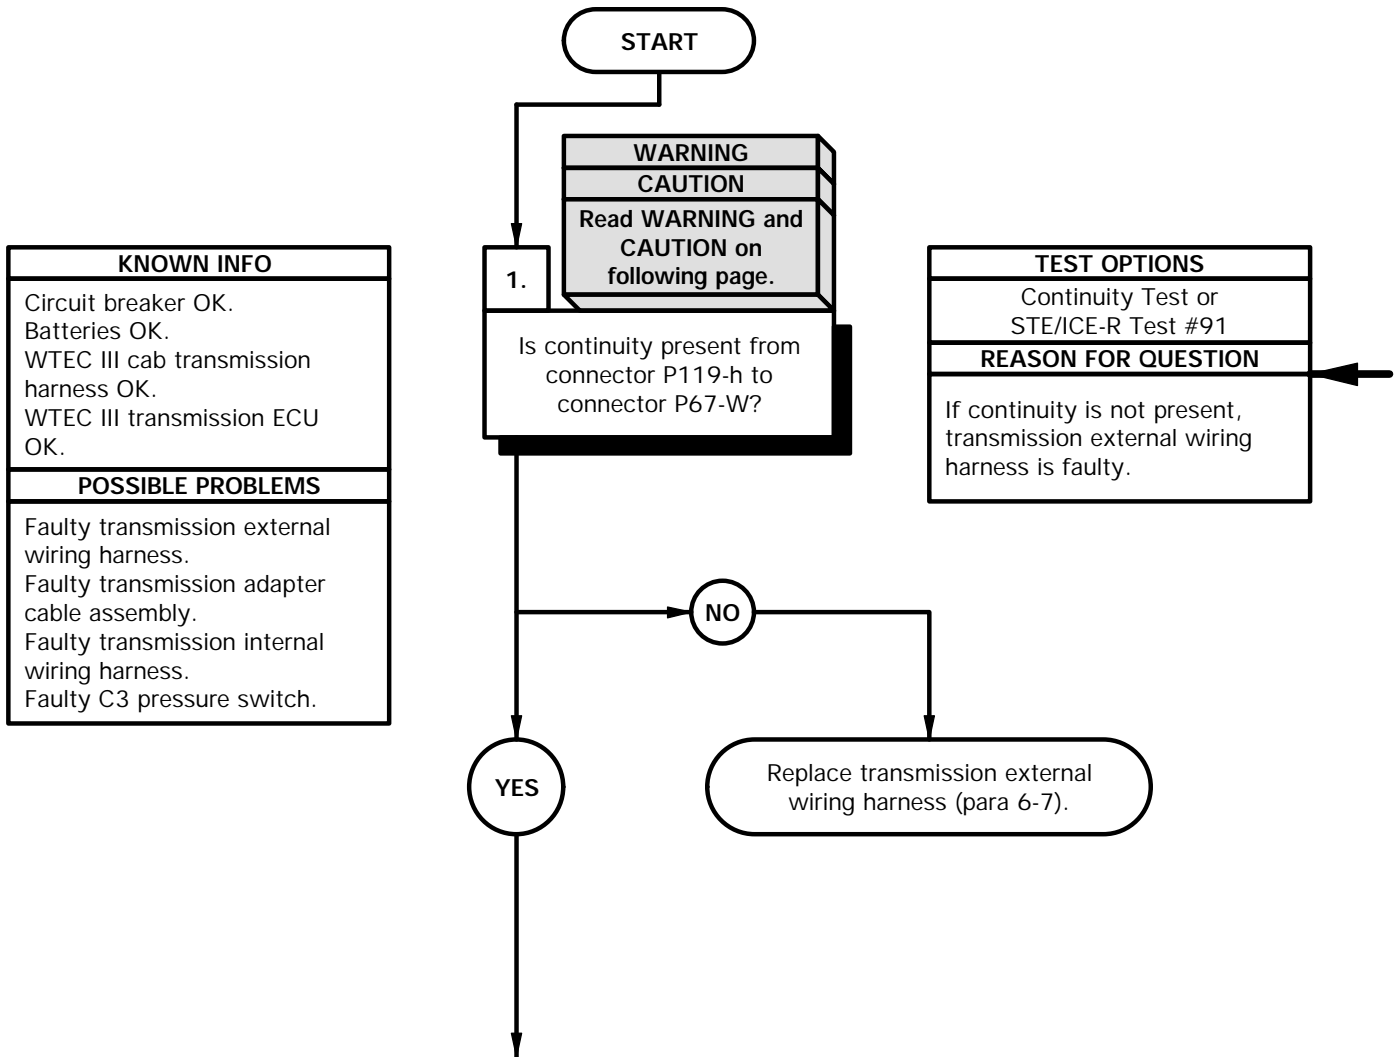 START
WARNING
CAUTION
Read WARNING and
CAUTION on
following page.
1.
Is continuity present from
connector P119-h to
connector P67-W?
KNOWN INFO
Circuit breaker OK.
Batteries OK.
WTEC III cab transmission
harness OK.
WTEC III transmission ECU
OK.
POSSIBLE PROBLEMS
Faulty transmission external
wiring harness.
Faulty transmission adapter
cable assembly.
Faulty transmission internal
wiring harness.
Faulty C3 pressure switch.
TEST OPTIONS
Continuity Test or
STE/ICE-R Test #91
REASON FOR QUESTION
If continuity is not present,
transmission external wiring
harness is faulty.
NO
YES
Replace transmission external
wiring harness (para 6-7).